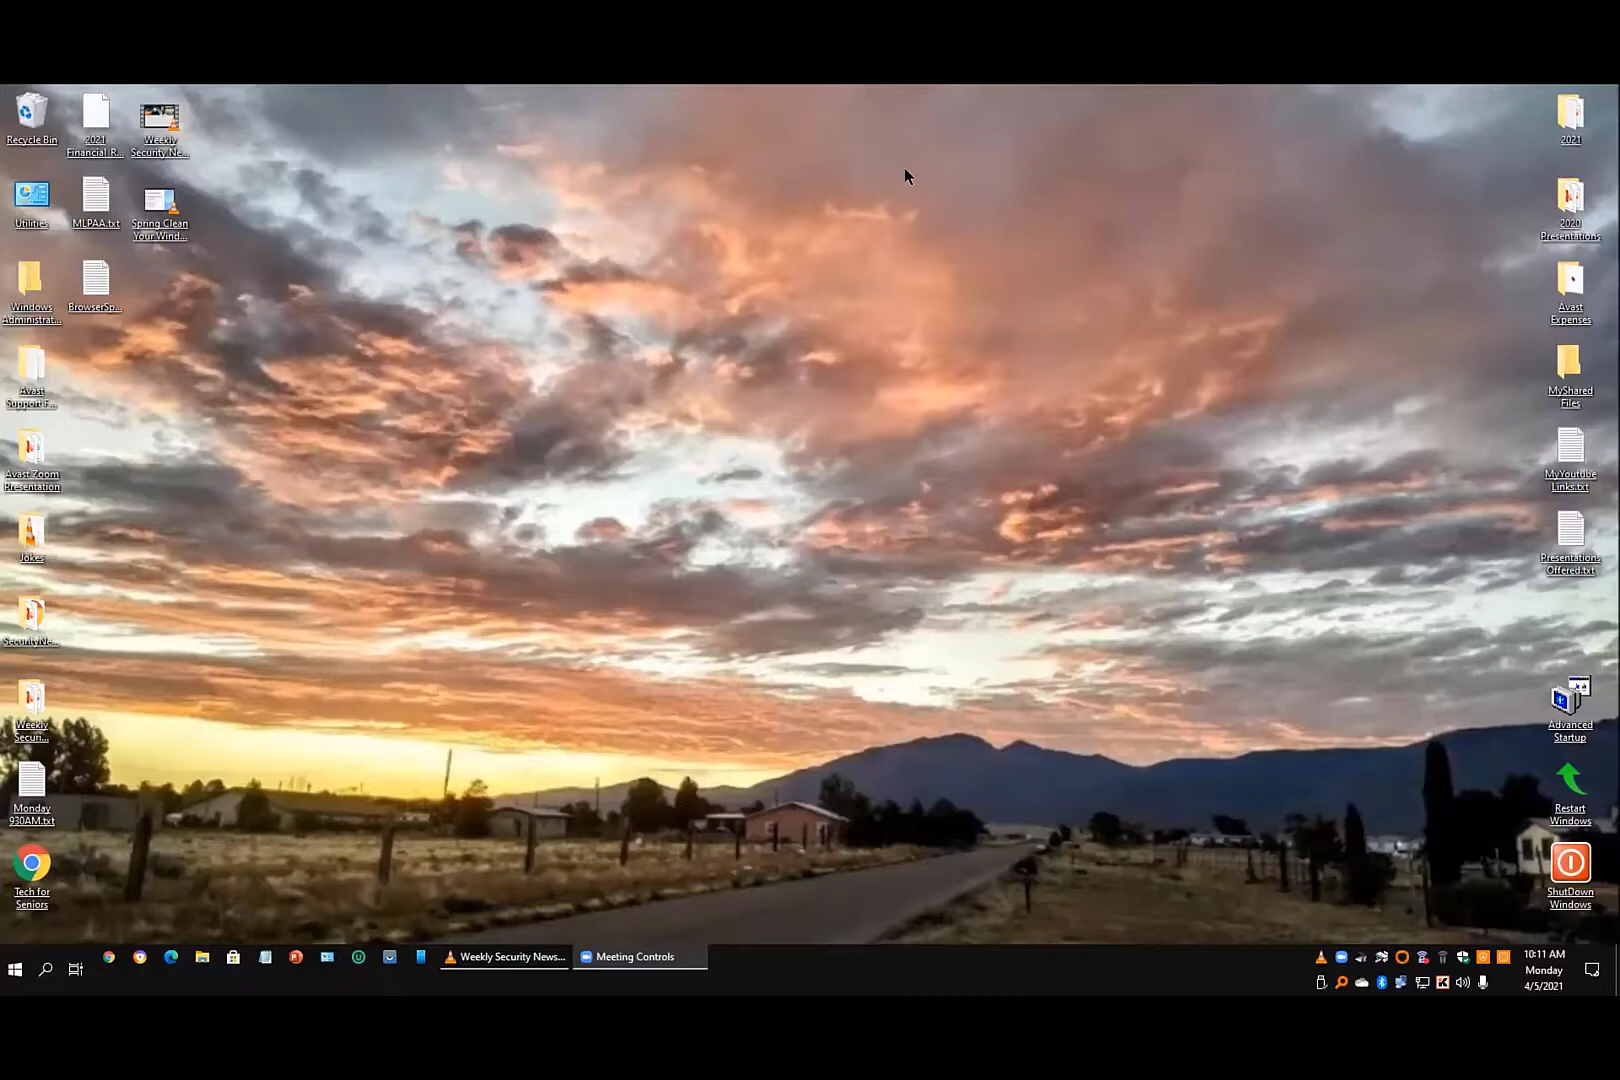 Recycle Bin
2021
Financial R...
Weekly
Security Ne...
Utilities
MLPAA.txt
Spring Clean
Your Wind...
Windows
Administrat...
BrowserSp...
Avast
Support F...
Avast Zoom
Presentation
Jokes
SecurityNe...
Weekly
Securi...
Monday
930AM.txt
Tech for
Seniors
2021
2020
Presentations
Avast
Expenses
MyShared
Files
MyYoutube
Links.txt
Presentations
Offered.txt
Advanced
Startup
Restart
Windows
ShutDown
Windows
Weekly Security News...
Meeting Controls
10:11 AM
Monday
4/5/2021